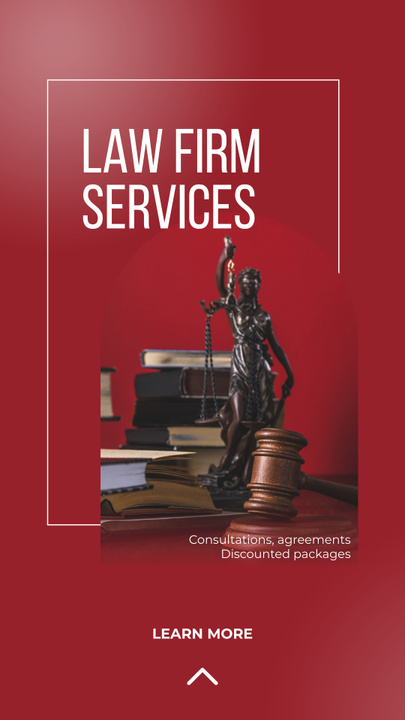 LAW FIRM
SERVICES
Consultations, agreements
Discounted packages
LEARN MORE